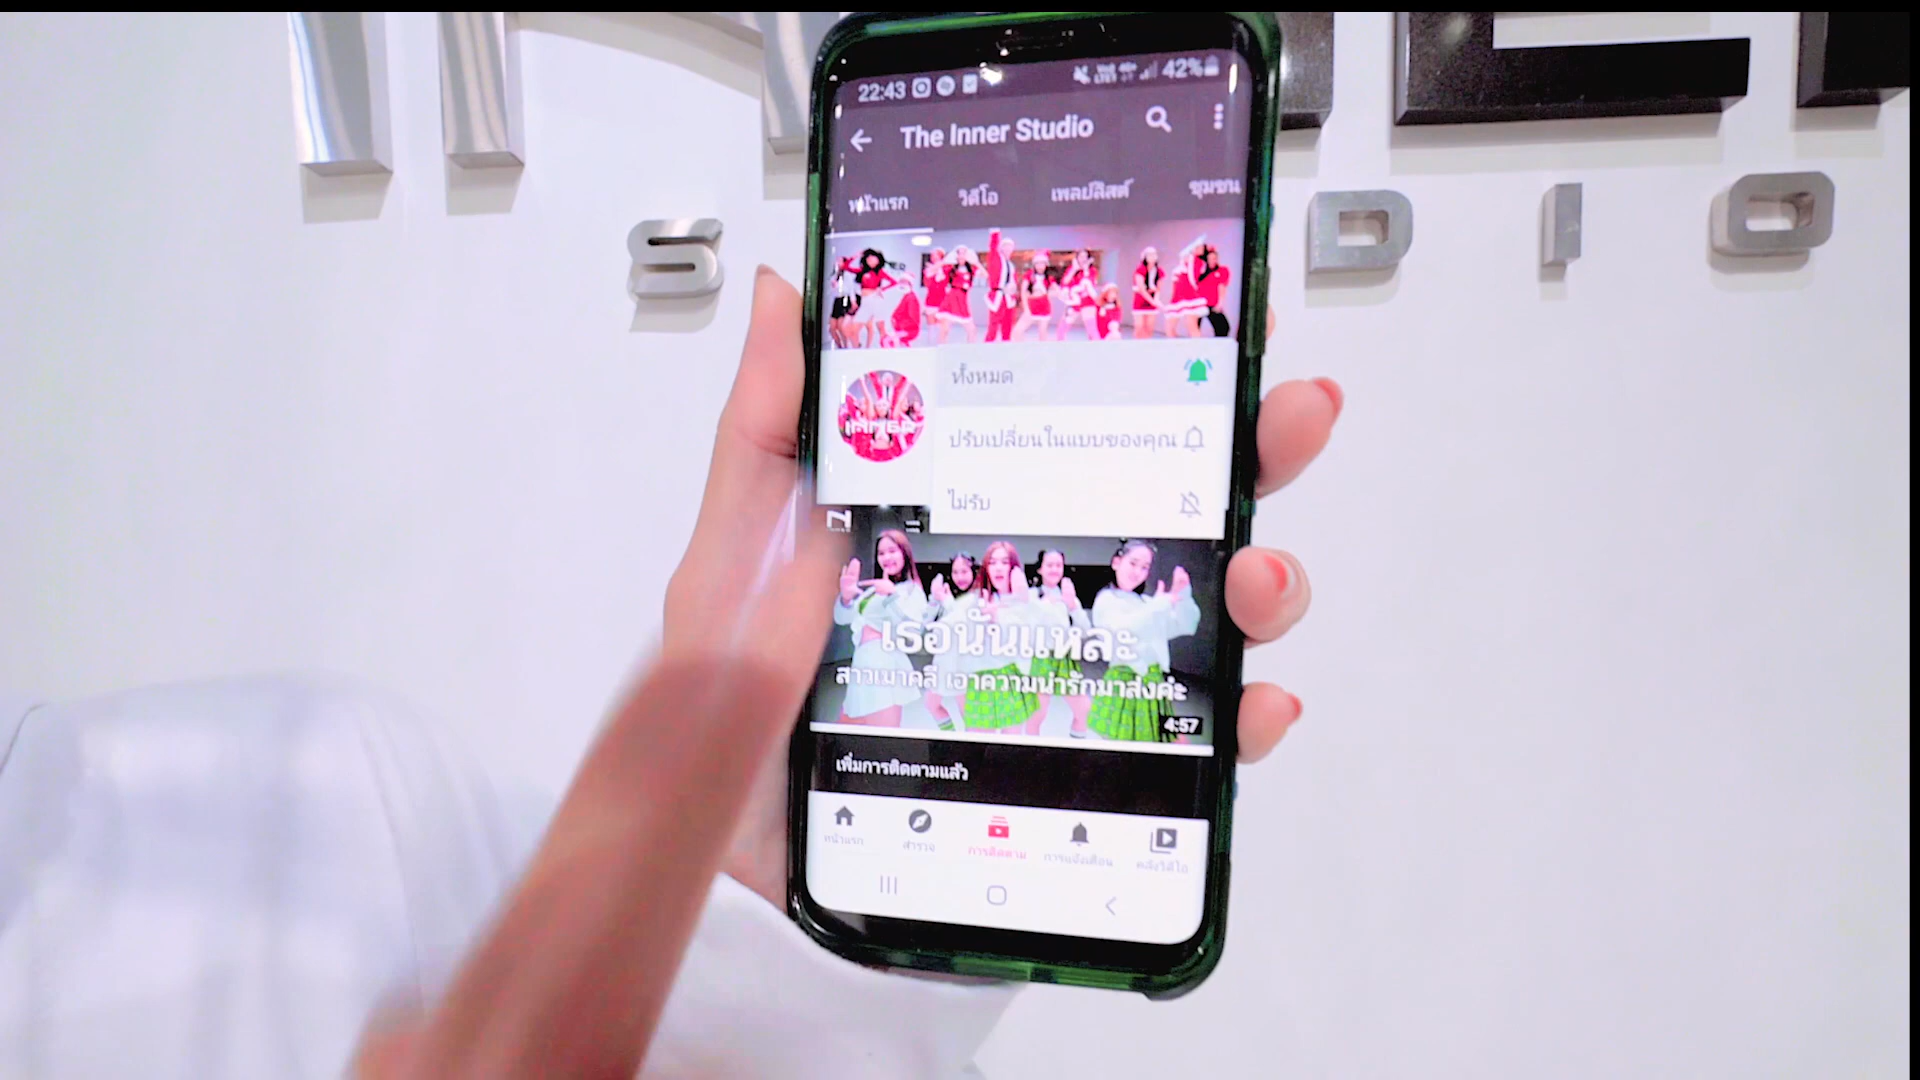 22:43 42%
The Inner Studio
หน้าแรก วิดีโอ เพลย์ลิสต์ ชุมชน
ทั้งหมด
INNER
ปรับเปลี่ยนในแบบของคุณ
ไม่รับ
เธอนั่นแหละ
สาวเมาคลี เอาความน่ารักมาส่งค่ะ
4:57
เพิ่มการติดตามแล้ว
หน้าแรก สำรวจ การติดตาม การแจ้งเตือน คลังวิดีโอ
S D I O